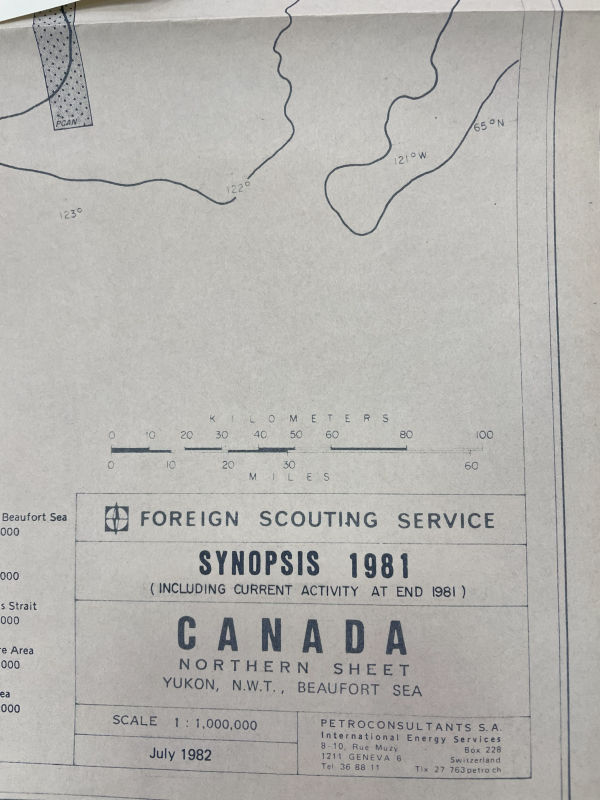 PCAN
65° N
121° W
122°
123°
KILOMETERS
0 10 20 30 40 50 60 80 100
0 10 20 30 60
MILES
Beaufort Sea
000
000
s Strait
000
re Area
000
ea
000
FOREIGN SCOUTING SERVICE
SYNOPSIS 1981
(INCLUDING CURRENT ACTIVITY AT END 1981)
CANADA
NORTHERN SHEET
YUKON, N.W.T., BEAUFORT SEA
SCALE 1 : 1,000,000
July 1982
PETROCONSULTANTS S.A.
International Energy Services
8-10, Rue Muzy Box 228
1211 GENEVA 6 Switzerland
Tel 36 88 11 Tlx 27 763 petro ch